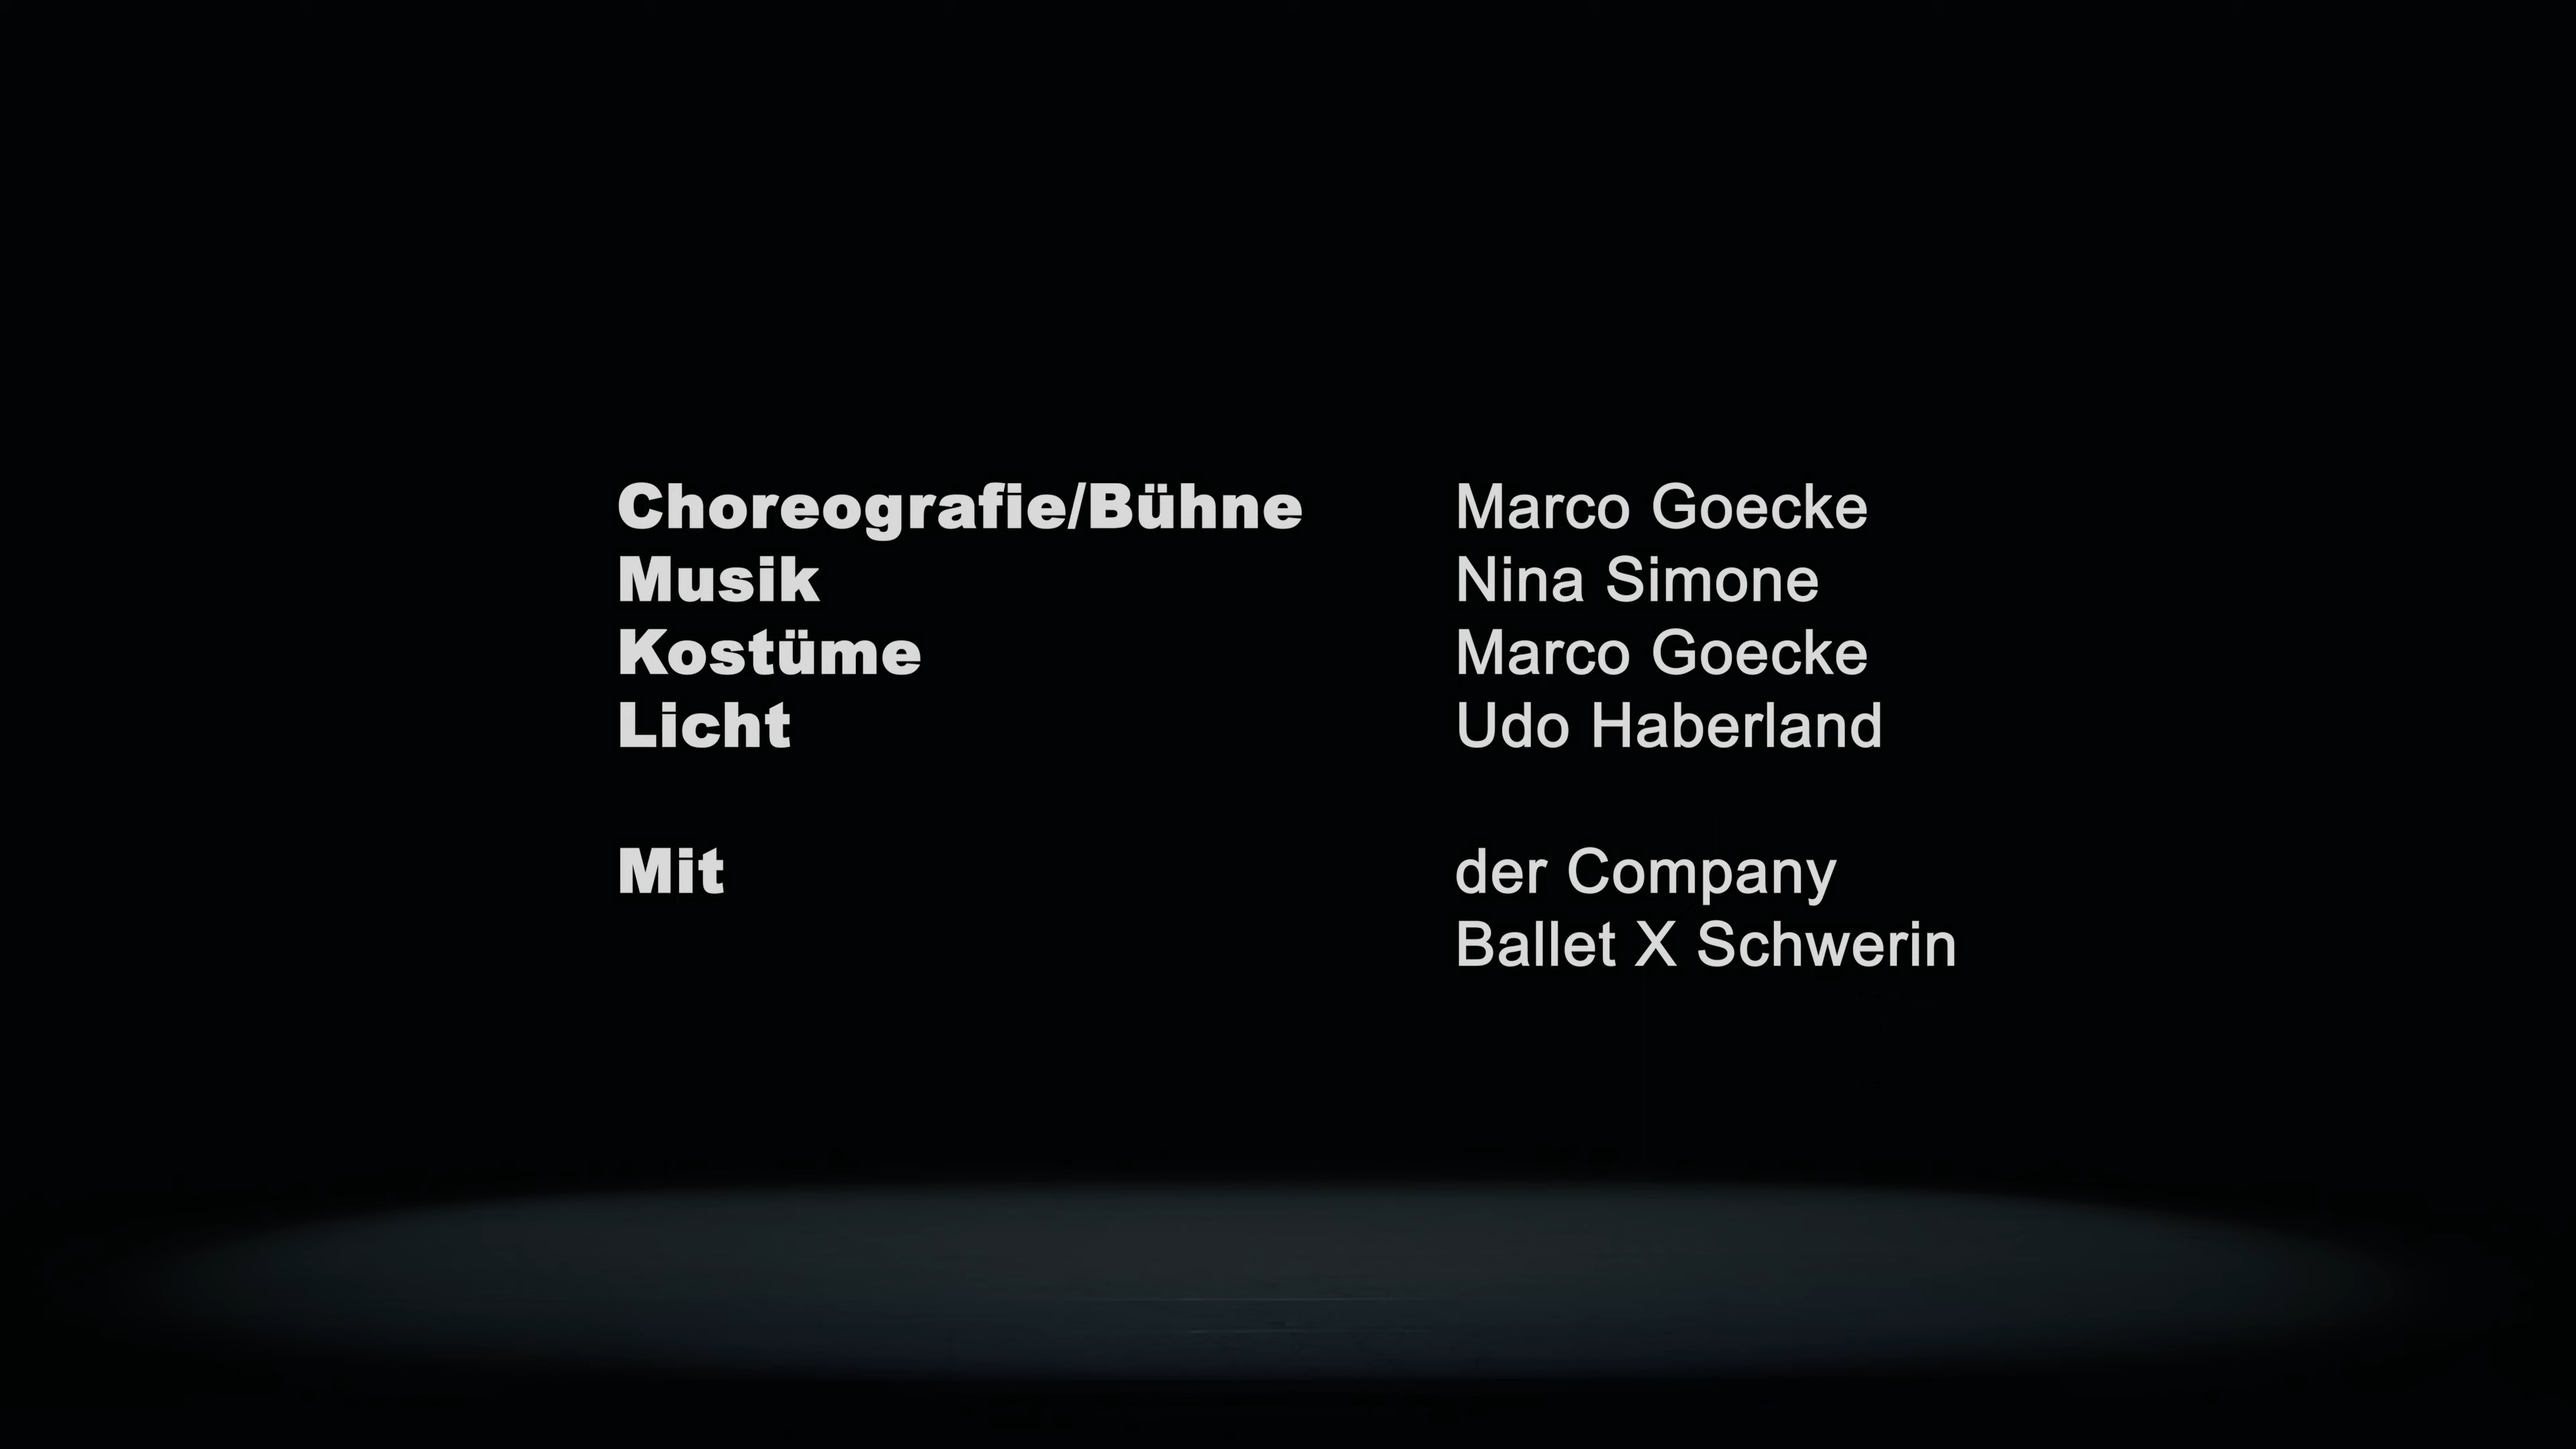 Choreografie/Bühne Marco Goecke
Musik Nina Simone
Kostüme Marco Goecke
Licht Udo Haberland
Mit der Company
Ballet X Schwerin